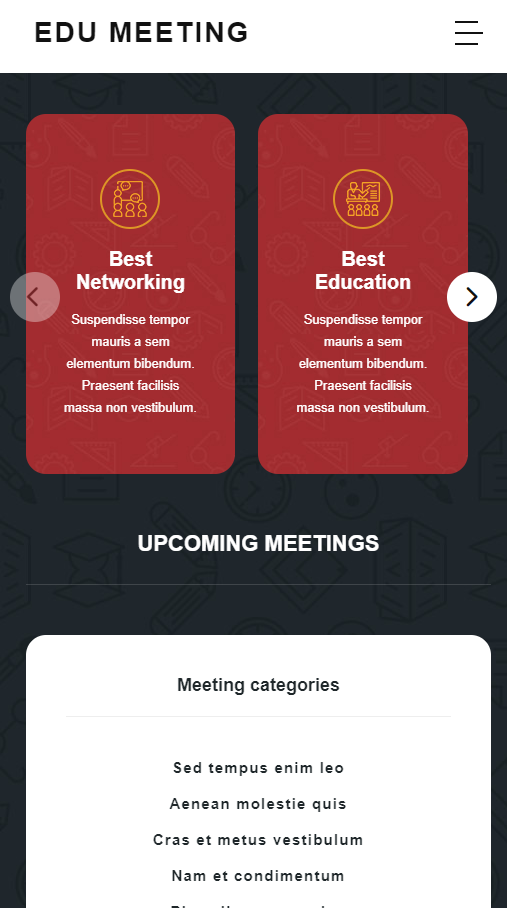 EDU MEETING
Best
Networking
Suspendisse tempor
mauris a sem
elementum bibendum.
Praesent facilisis
massa non vestibulum.
Best
Education
Suspendisse tempor
mauris a sem
elementum bibendum.
Praesent facilisis
massa non vestibulum.
UPCOMING MEETINGS
Meeting categories
Sed tempus enim leo
Aenean molestie quis
Cras et metus vestibulum
Nam et condimentum